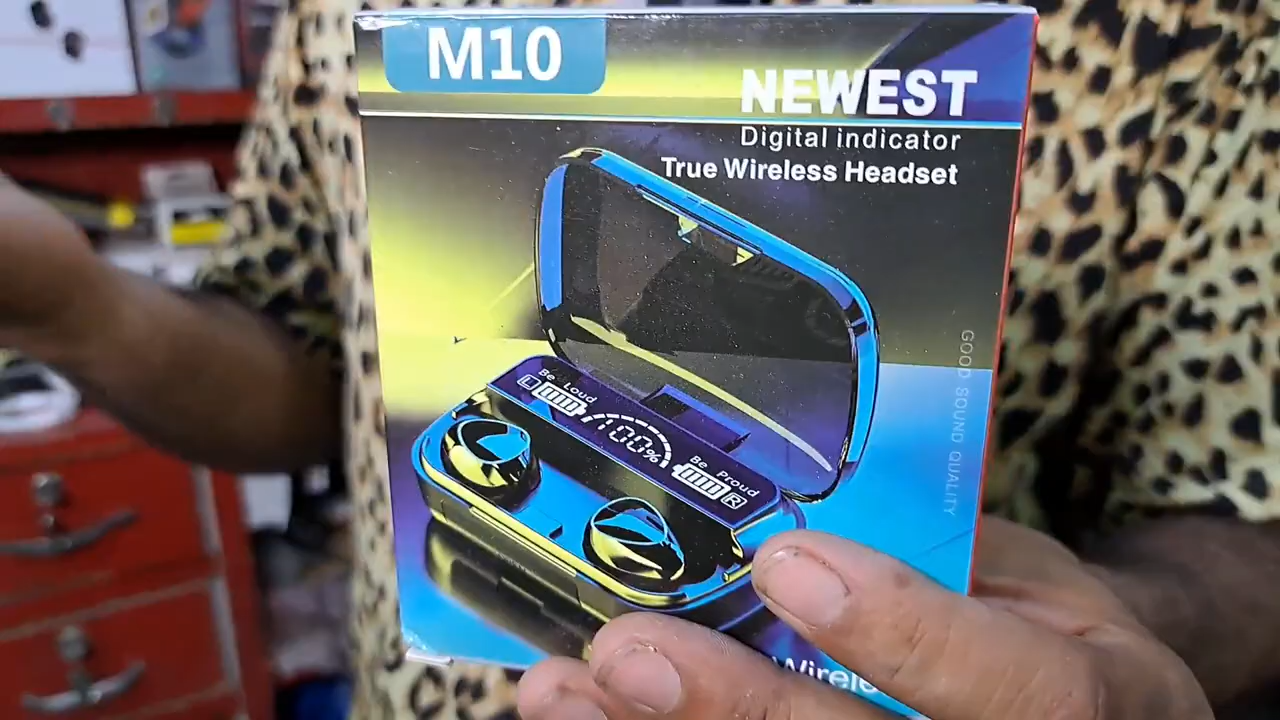 M10
NEWEST
Digital indicator
True Wireless Headset
Be Loud
L
100%
Be Proud
R
GOOD SOUND QUALITY